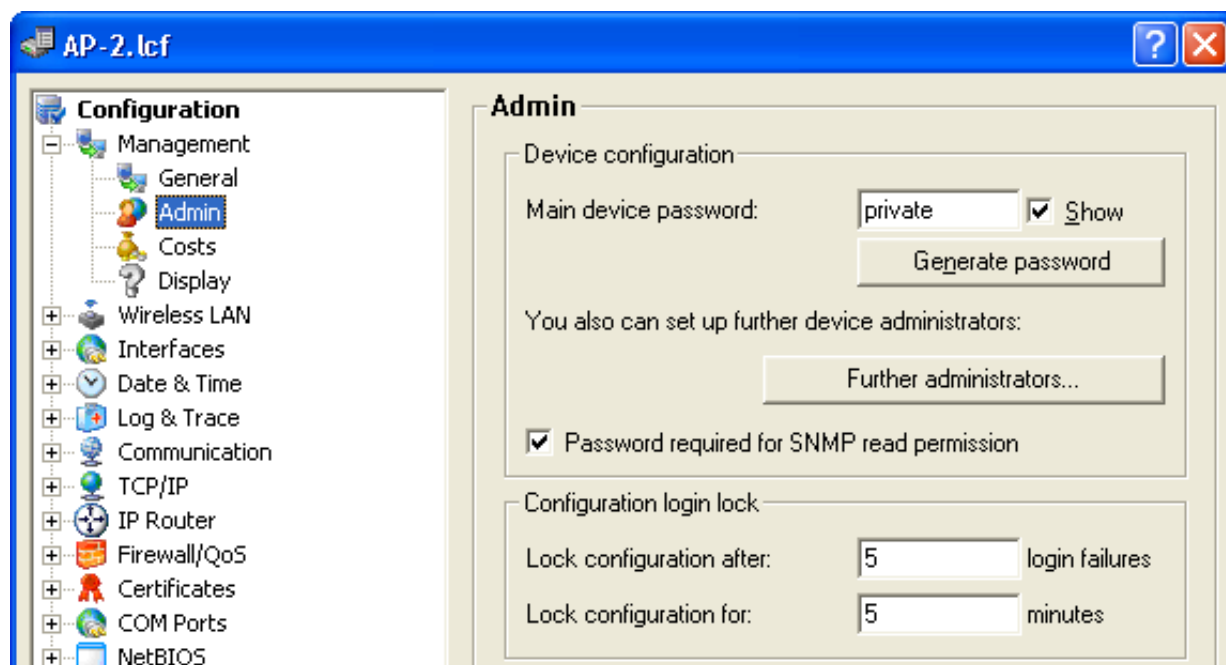 AP-2.lcf
Configuration
Management
General
Admin
Costs
Display
Wireless LAN
Interfaces
Date & Time
Log & Trace
Communication
TCP/IP
IP Router
Firewall/QoS
Certificates
COM Ports
NetBIOS
Admin
Device configuration
Main device password: private Show
Generate password
You also can set up further device administrators:
Further administrators...
Password required for SNMP read permission
Configuration login lock
Lock configuration after: 5 login failures
Lock configuration for: 5 minutes